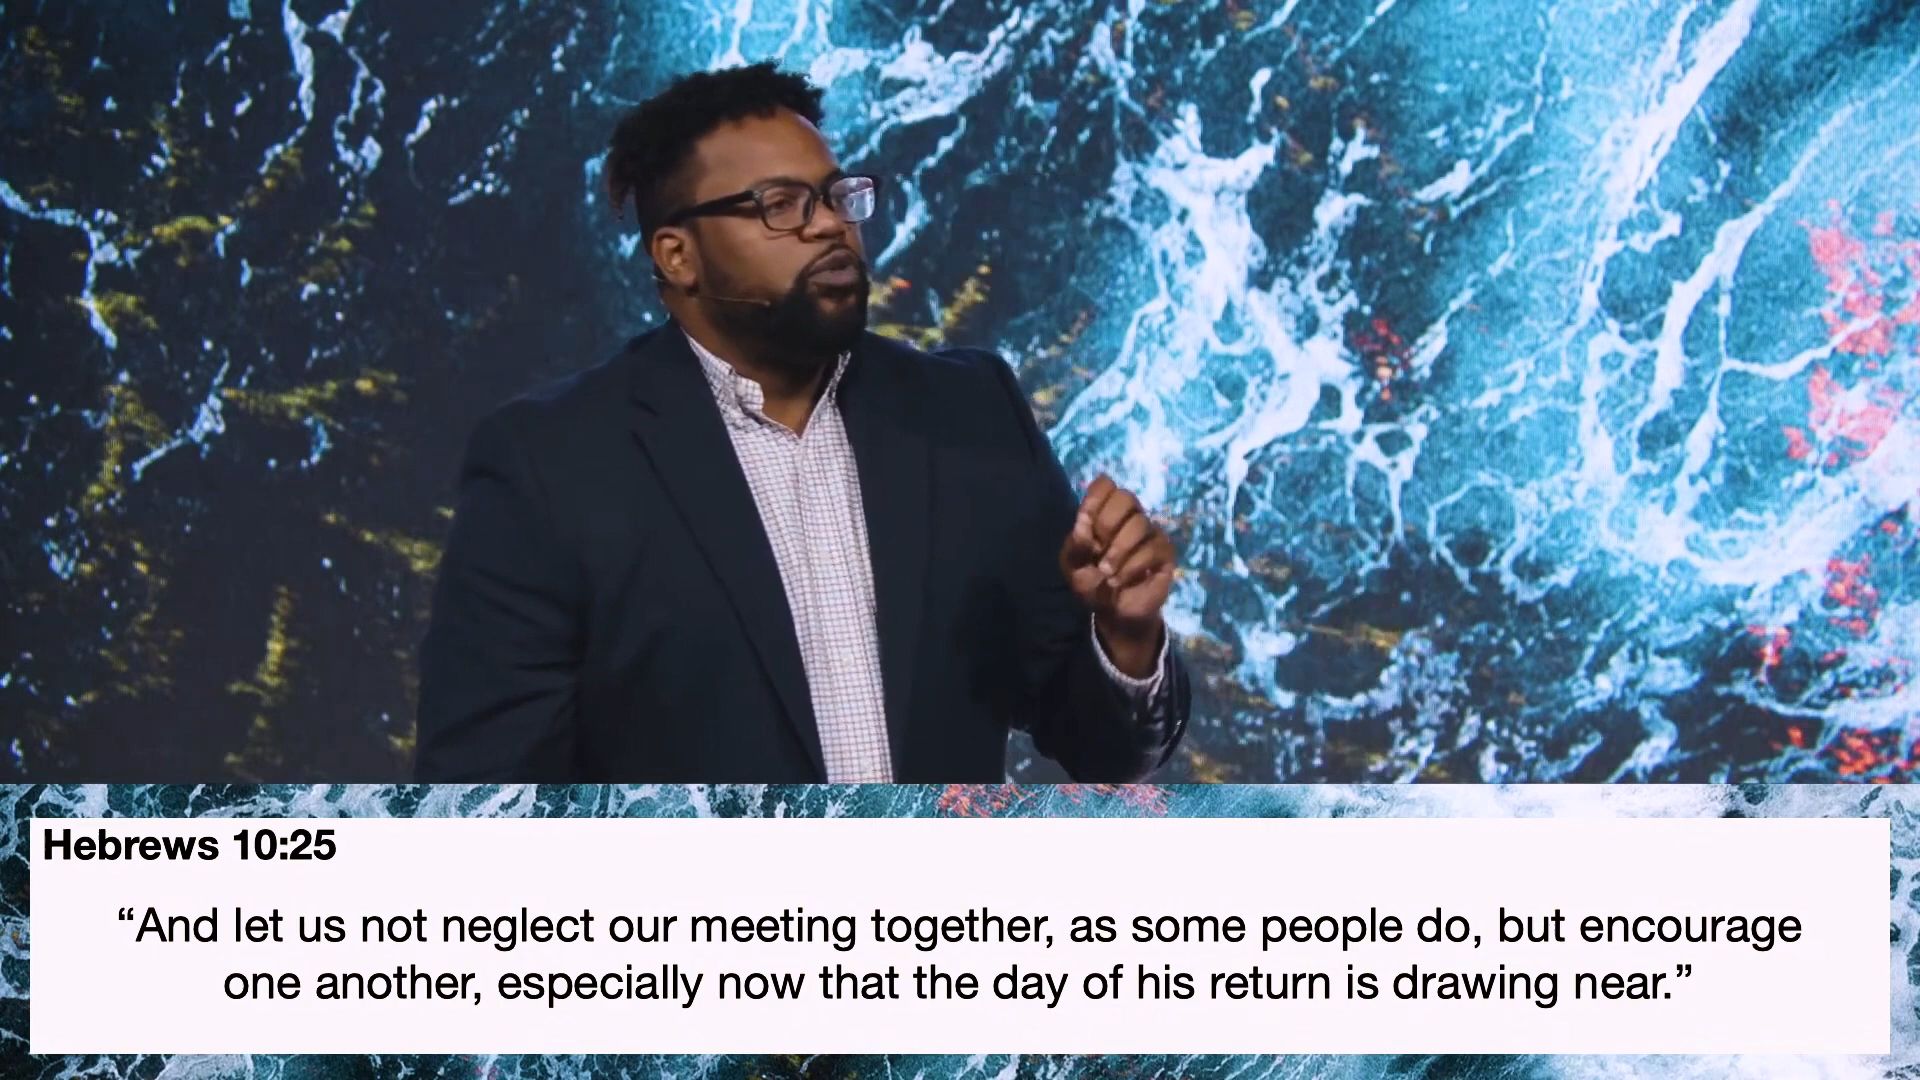 Hebrews 10:25
“And let us not neglect our meeting together, as some people do, but encourage
one another, especially now that the day of his return is drawing near.”